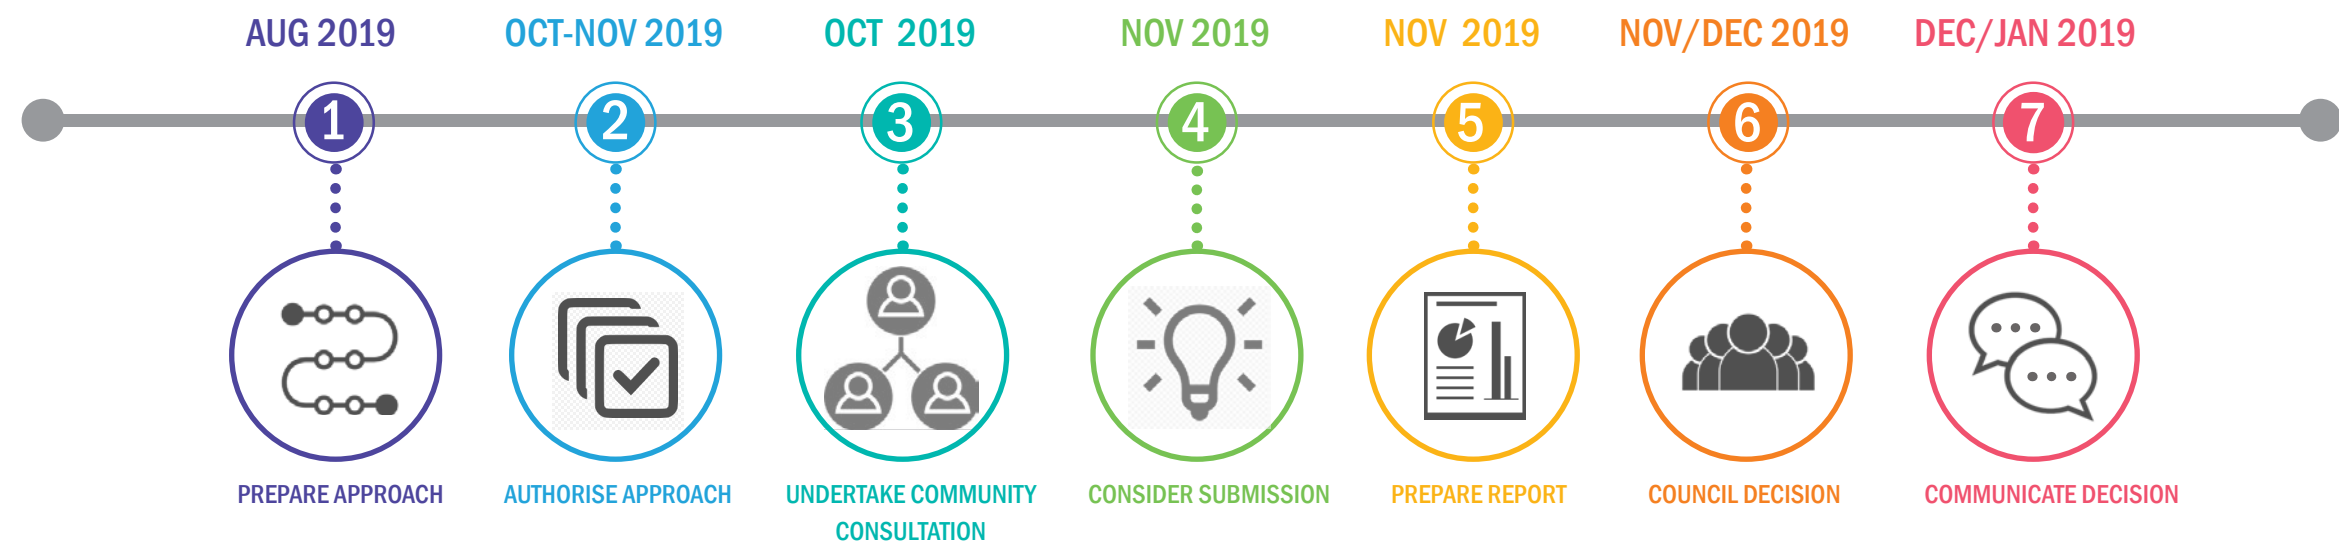 AUG 2019
OCT-NOV 2019
OCT 2019
NOV 2019
NOV 2019
NOV/DEC 2019
DEC/JAN 2019
1
2
3
4
5
6
7
PREPARE APPROACH
AUTHORISE APPROACH
UNDERTAKE COMMUNITY
CONSULTATION
CONSIDER SUBMISSION
PREPARE REPORT
COUNCIL DECISION
COMMUNICATE DECISION